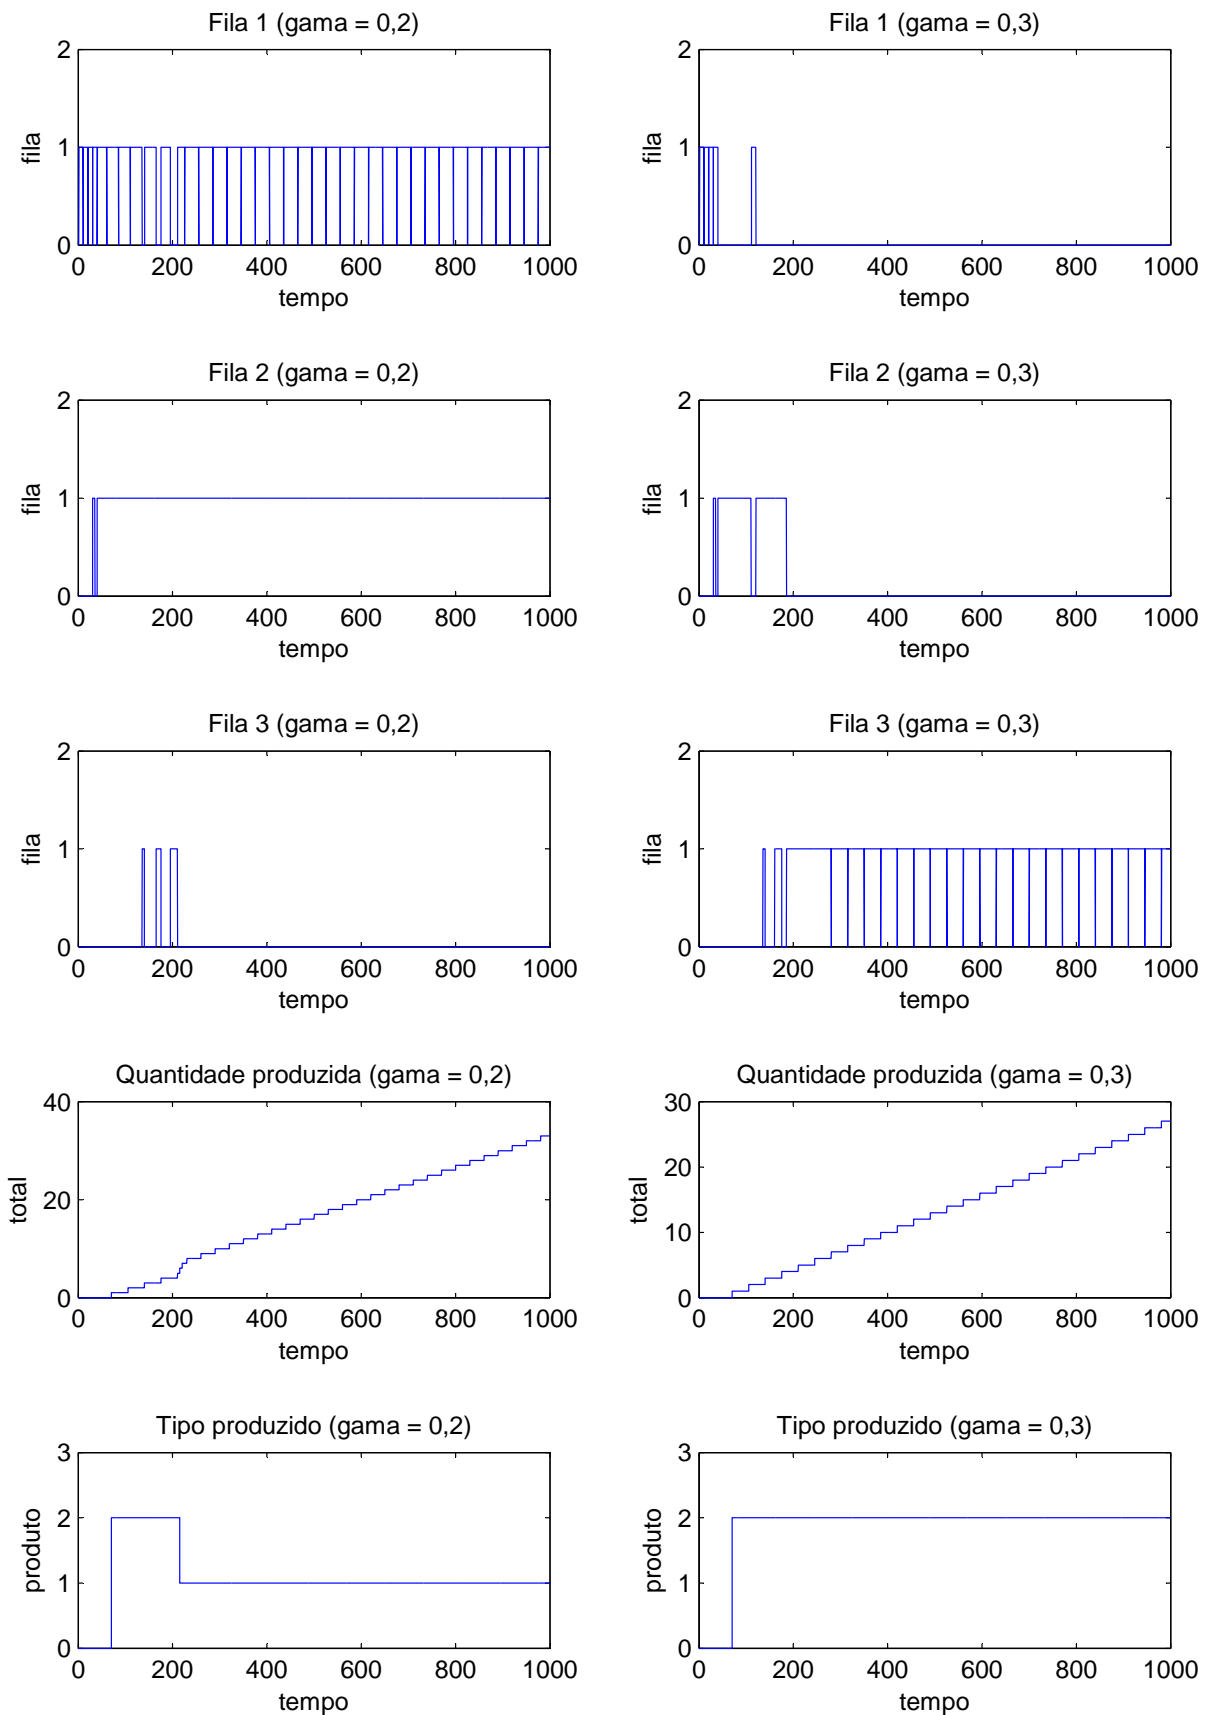 Fila 1 (gama = 0,2)
2
1
0
fila
0 200 400 600 800 1000
tempo
Fila 1 (gama = 0,3)
2
1
0
fila
0 200 400 600 800 1000
tempo
Fila 2 (gama = 0,2)
2
1
0
fila
0 200 400 600 800 1000
tempo
Fila 2 (gama = 0,3)
2
1
0
fila
0 200 400 600 800 1000
tempo
Fila 3 (gama = 0,2)
2
1
0
fila
0 200 400 600 800 1000
tempo
Fila 3 (gama = 0,3)
2
1
0
fila
0 200 400 600 800 1000
tempo
Quantidade produzida (gama = 0,2)
40
20
0
total
0 200 400 600 800 1000
tempo
Quantidade produzida (gama = 0,3)
30
20
10
0
total
0 200 400 600 800 1000
tempo
Tipo produzido (gama = 0,2)
3
2
1
0
produto
0 200 400 600 800 1000
tempo
Tipo produzido (gama = 0,3)
3
2
1
0
produto
0 200 400 600 800 1000
tempo